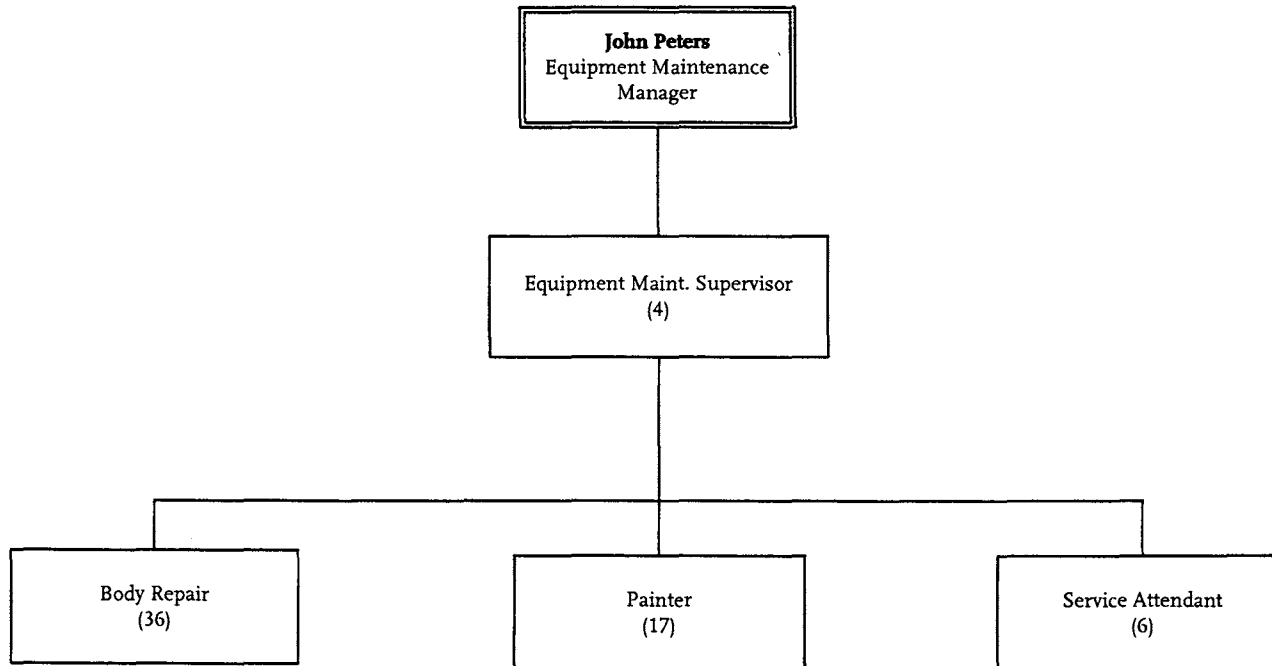 John Peters
Equipment Maintenance
Manager
Equipment Maint. Supervisor
(4)
Body Repair
(36)
Painter
(17)
Service Attendant
(6)